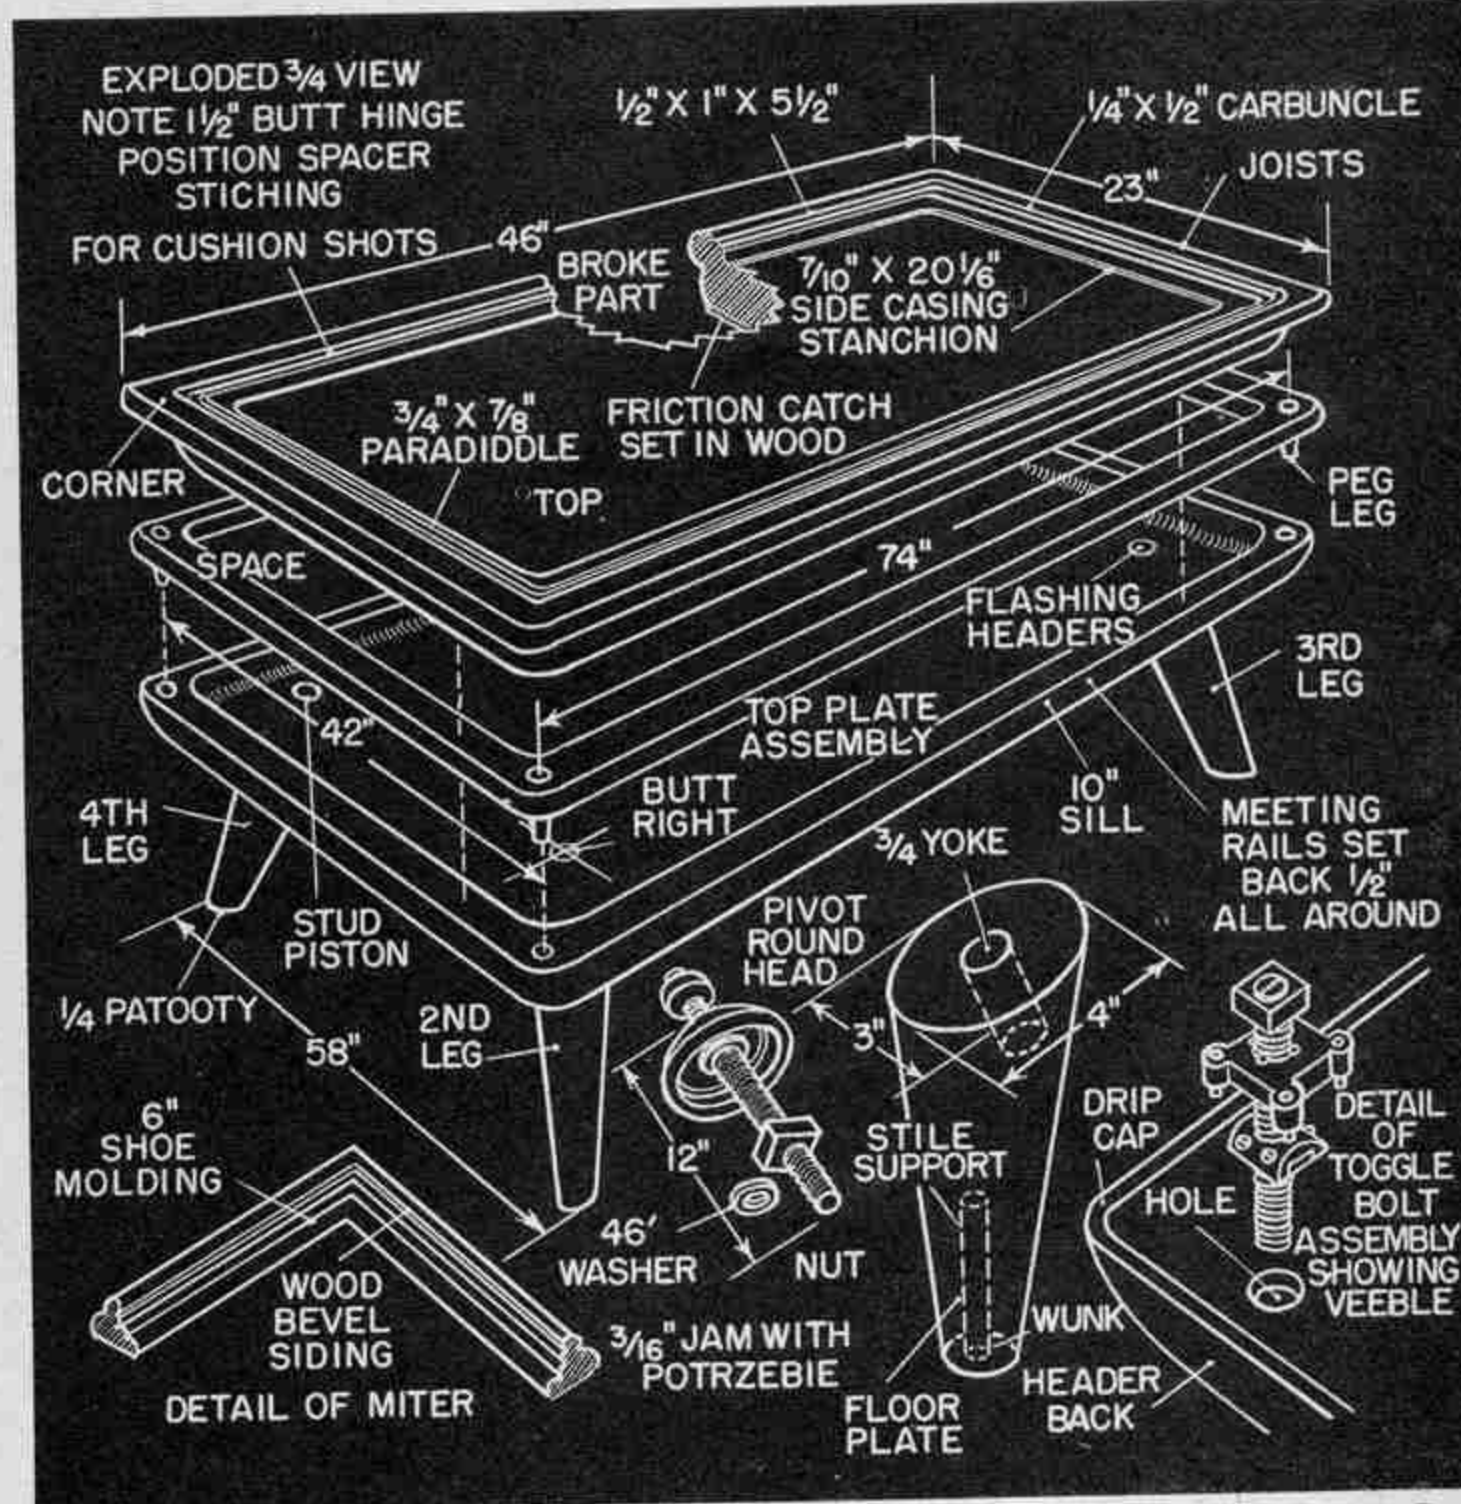 EXPLODED 3/4 VIEW
NOTE 1 1/2" BUTT HINGE
POSITION SPACER
STICHING
FOR CUSHION SHOTS
1/2" X 1" X 5 1/2"
1/4" X 1/2" CARBUNCLE
JOISTS
23"
46"
BROKE
PART
7/10" X 20 1/6"
SIDE CASING
STANCHION
3/4" X 7/8"
PARADIDDLE
FRICTION CATCH
SET IN WOOD
CORNER
TOP
PEG
LEG
SPACE
74"
FLASHING
HEADERS
3RD
LEG
42"
TOP PLATE
ASSEMBLY
BUTT
RIGHT
10"
SILL
4TH
LEG
3/4 YOKE
MEETING
RAILS SET
BACK 1/2"
ALL AROUND
STUD
PISTON
PIVOT
ROUND
HEAD
1/4 PATOOTY
58"
2ND
LEG
3"
4"
6"
SHOE
MOLDING
12"
STILE
SUPPORT
DRIP
CAP
DETAIL
OF
TOGGLE
BOLT
ASSEMBLY
SHOWING
VEEBLE
HOLE
46'
WASHER
NUT
WOOD
BEVEL
SIDING
3/16" JAM WITH
POTRZEBIE
WUNK
DETAIL OF MITER
FLOOR
PLATE
HEADER
BACK